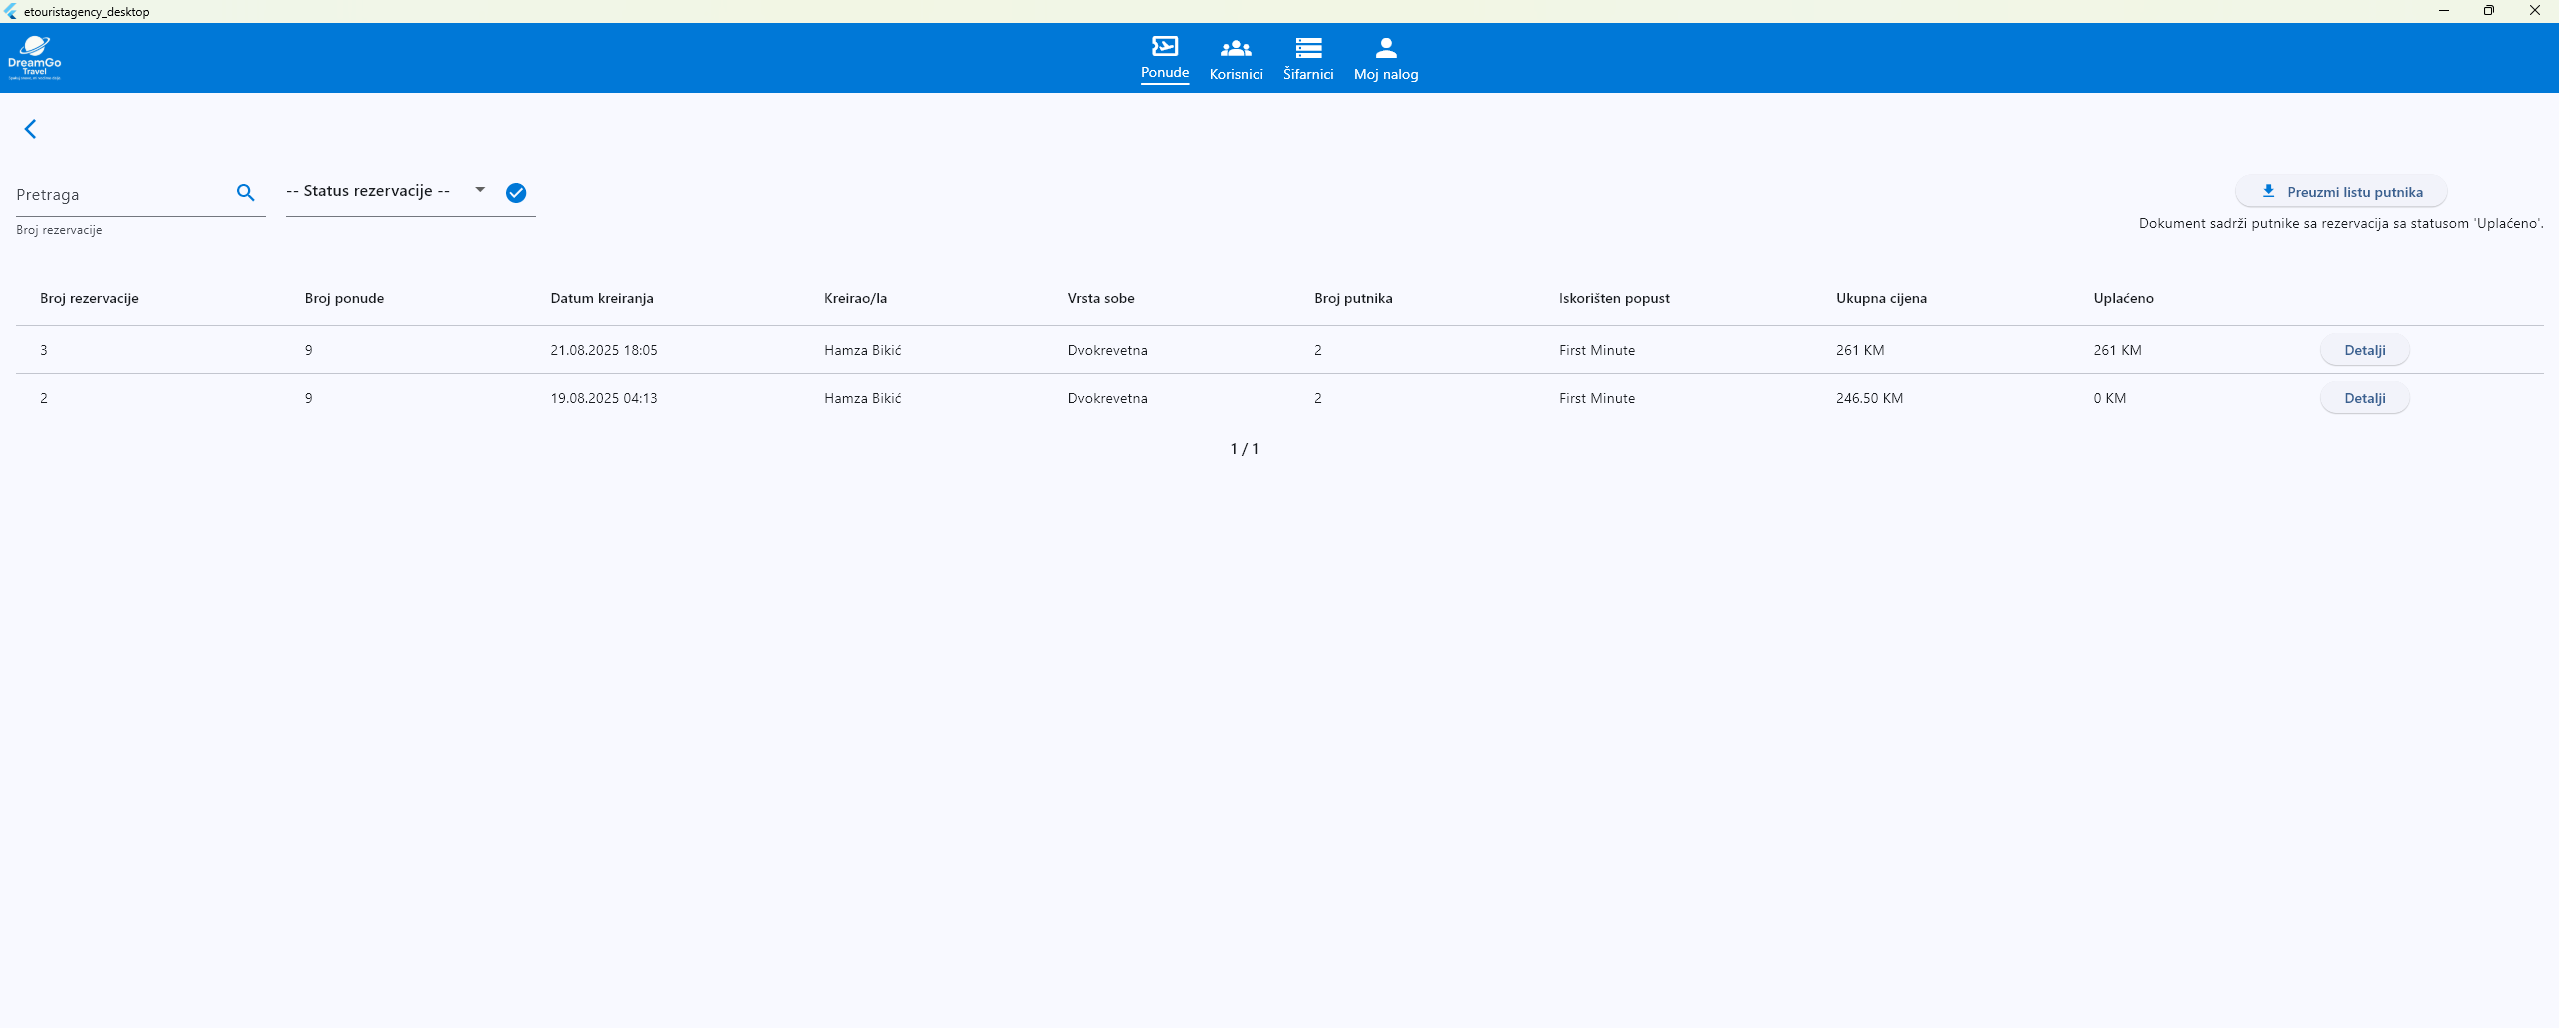 etouristagency_desktop
DreamGo
Travel
Ponude
Korisnici
Šifarnici
Moj nalog
Pretraga
-- Status rezervacije --
Preuzmi listu putnika
Broj rezervacije
Dokument sadrži putnike sa rezervacija sa statusom 'Uplaćeno'.
Broj rezervacije Broj ponude Datum kreiranja Kreirao/la Vrsta sobe Broj putnika Iskorišten popust Ukupna cijena Uplaćeno
3 9 21.08.2025 18:05 Hamza Bikić Dvokrevetna 2 First Minute 261 KM 261 KM Detalji
2 9 19.08.2025 04:13 Hamza Bikić Dvokrevetna 2 First Minute 246.50 KM 0 KM Detalji
1 / 1